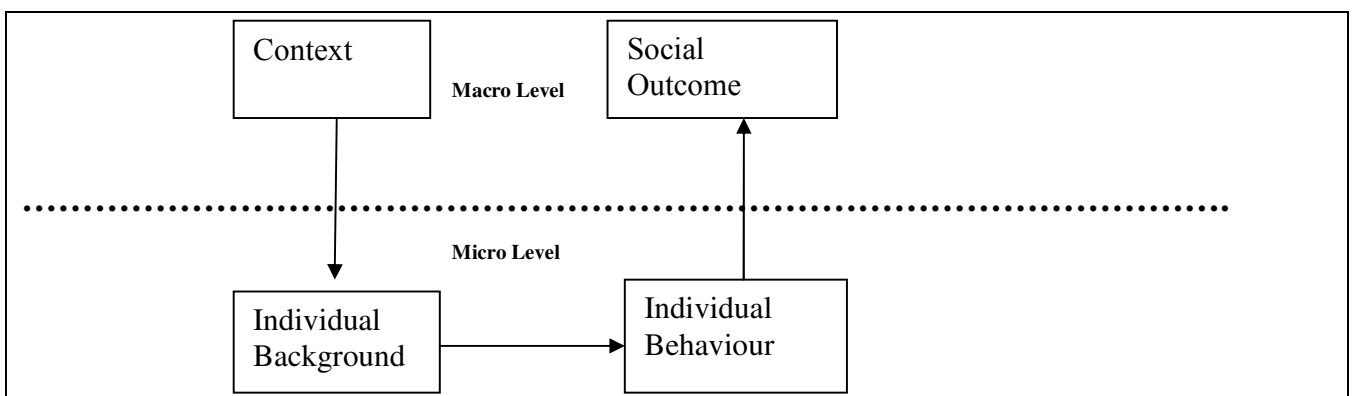 Context
Social
Outcome
Macro Level
Micro Level
Individual
Background
Individual
Behaviour